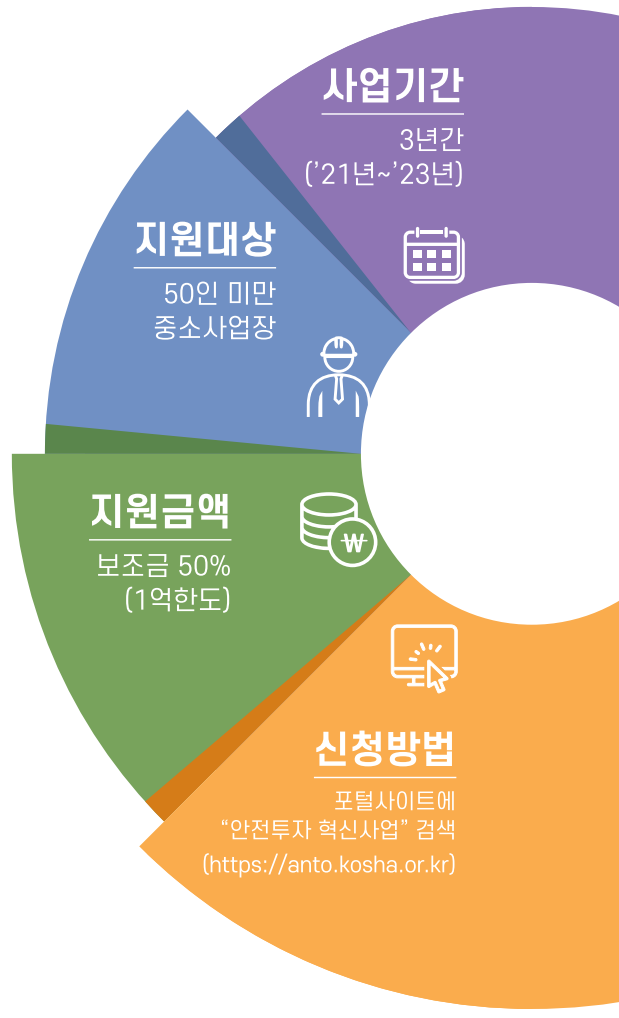 사업기간
3년간
('21년~'23년)
지원대상
50인 미만
중소사업장
지원금액
보조금 50%
(1억한도)
₩
신청방법
포털사이트에
“안전투자 혁신사업” 검색
(https://anto.kosha.or.kr)